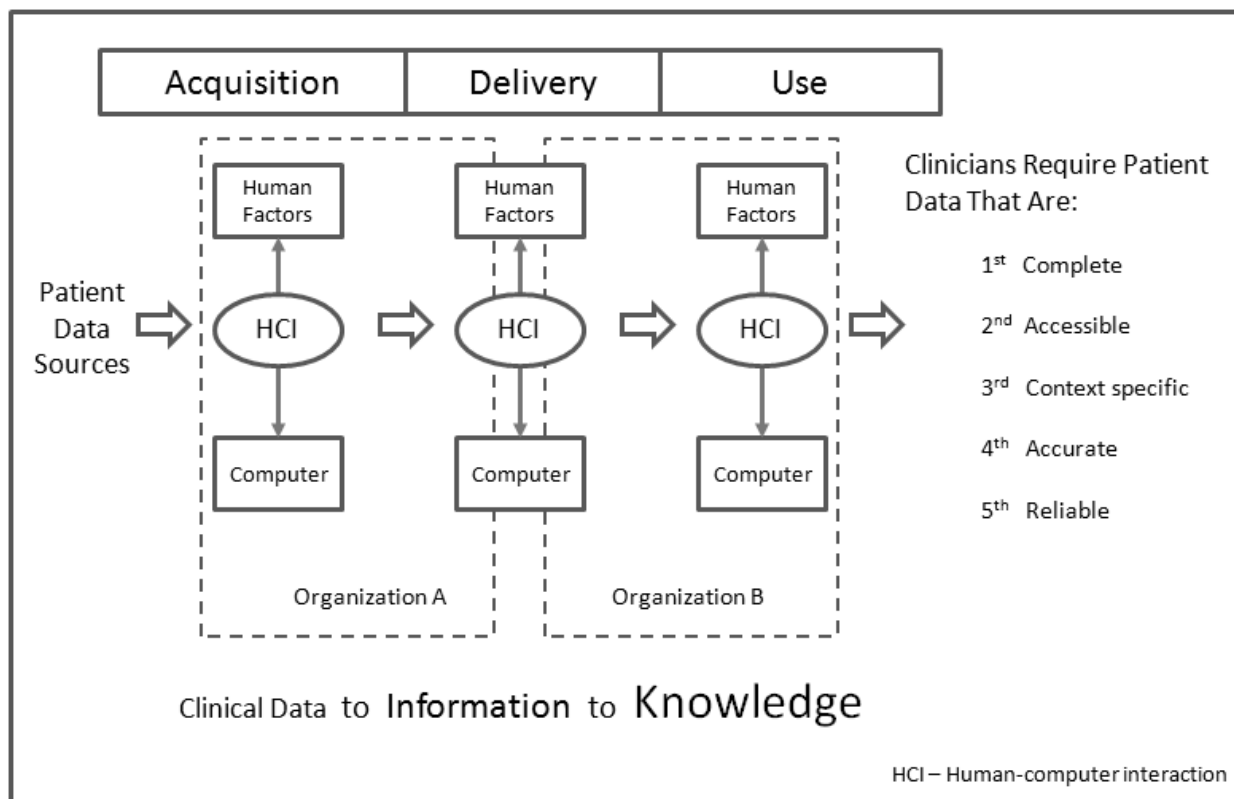 Acquisition
Delivery
Use
Human
Factors
Human
Factors
Human
Factors
Clinicians Require Patient
Data That Are:
1st Complete
2nd Accessible
3rd Context specific
4th Accurate
5th Reliable
Patient
Data
Sources
HCI
HCI
HCI
Computer
Computer
Computer
Organization A
Organization B
Clinical Data to Information to Knowledge
HCI – Human-computer interaction